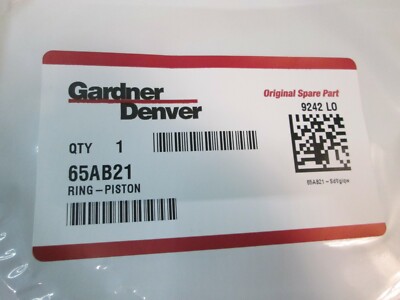 Gardner
Denver
Original Spare Part
9242 LO
QTY 1
65AB21
RING-PISTON